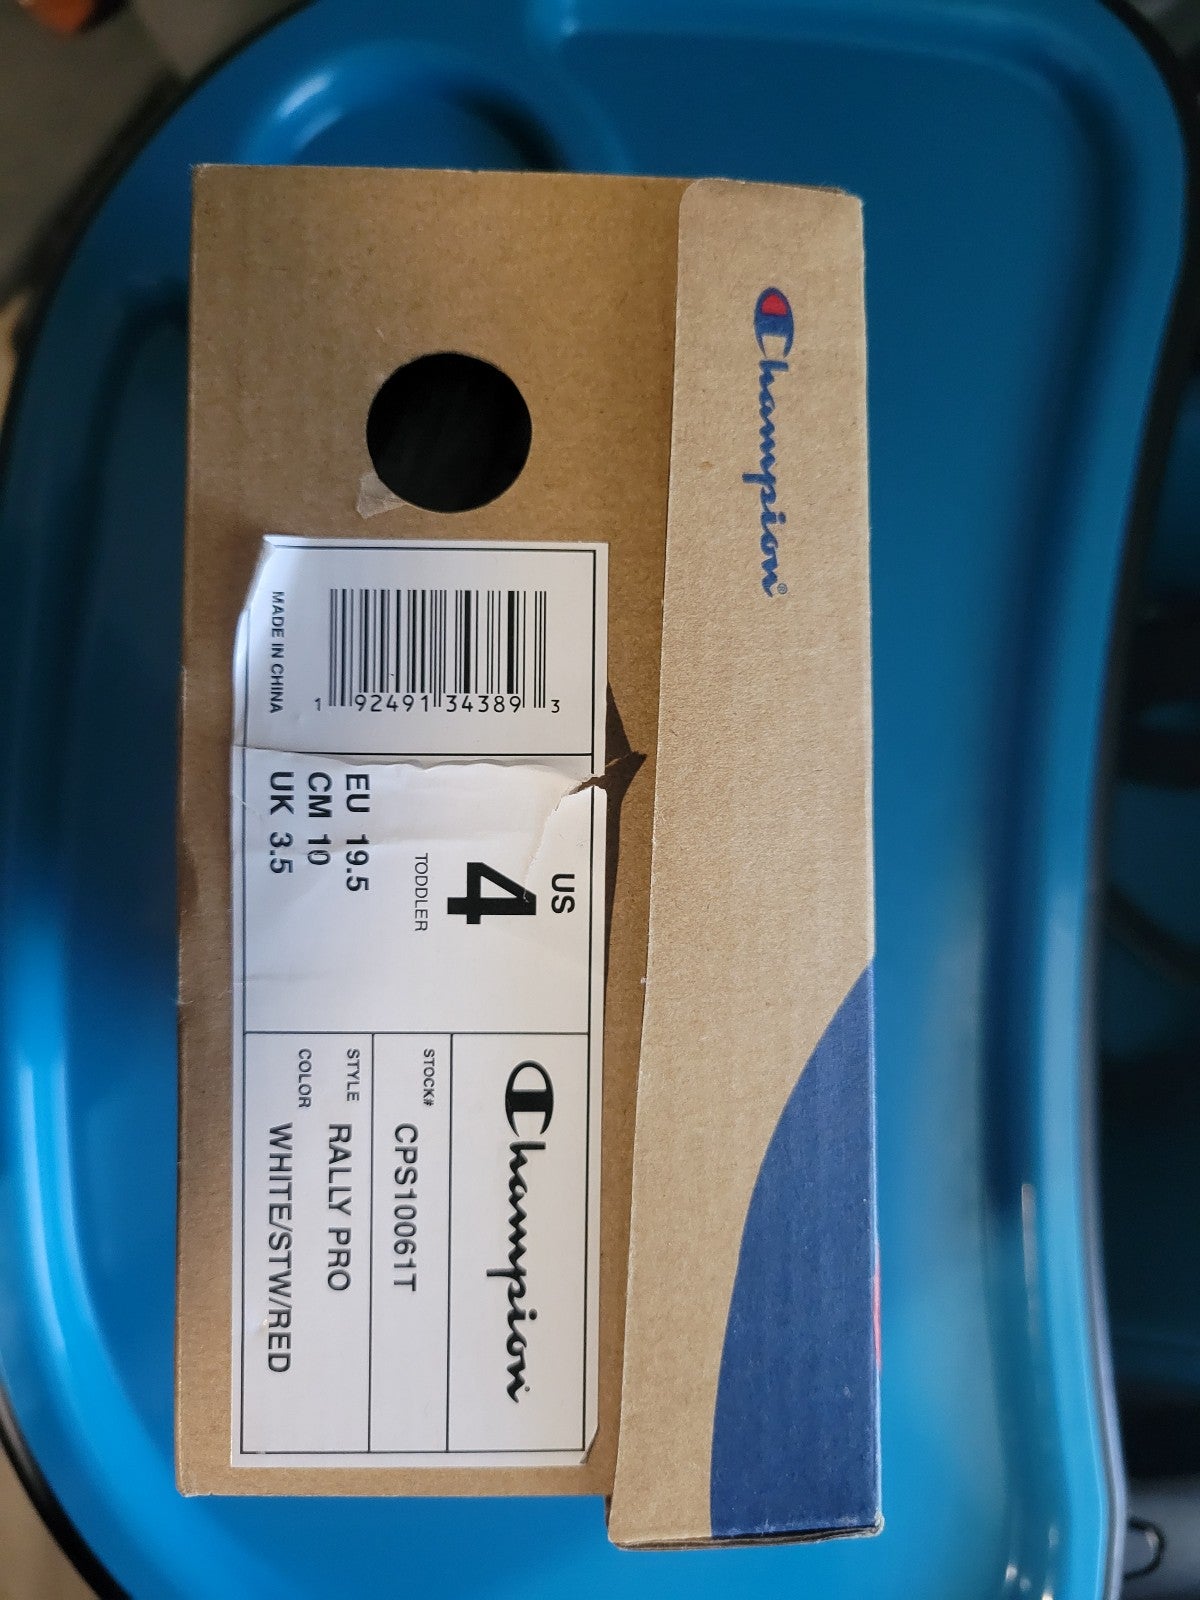 Champion®
1 92491 34389 3
MADE IN CHINA
US
4
TODDLER
EU 19.5
CM 10
UK 3.5
Champion
STOCK# CPS10061T
STYLE RALLY PRO
COLOR WHITE/STW/RED